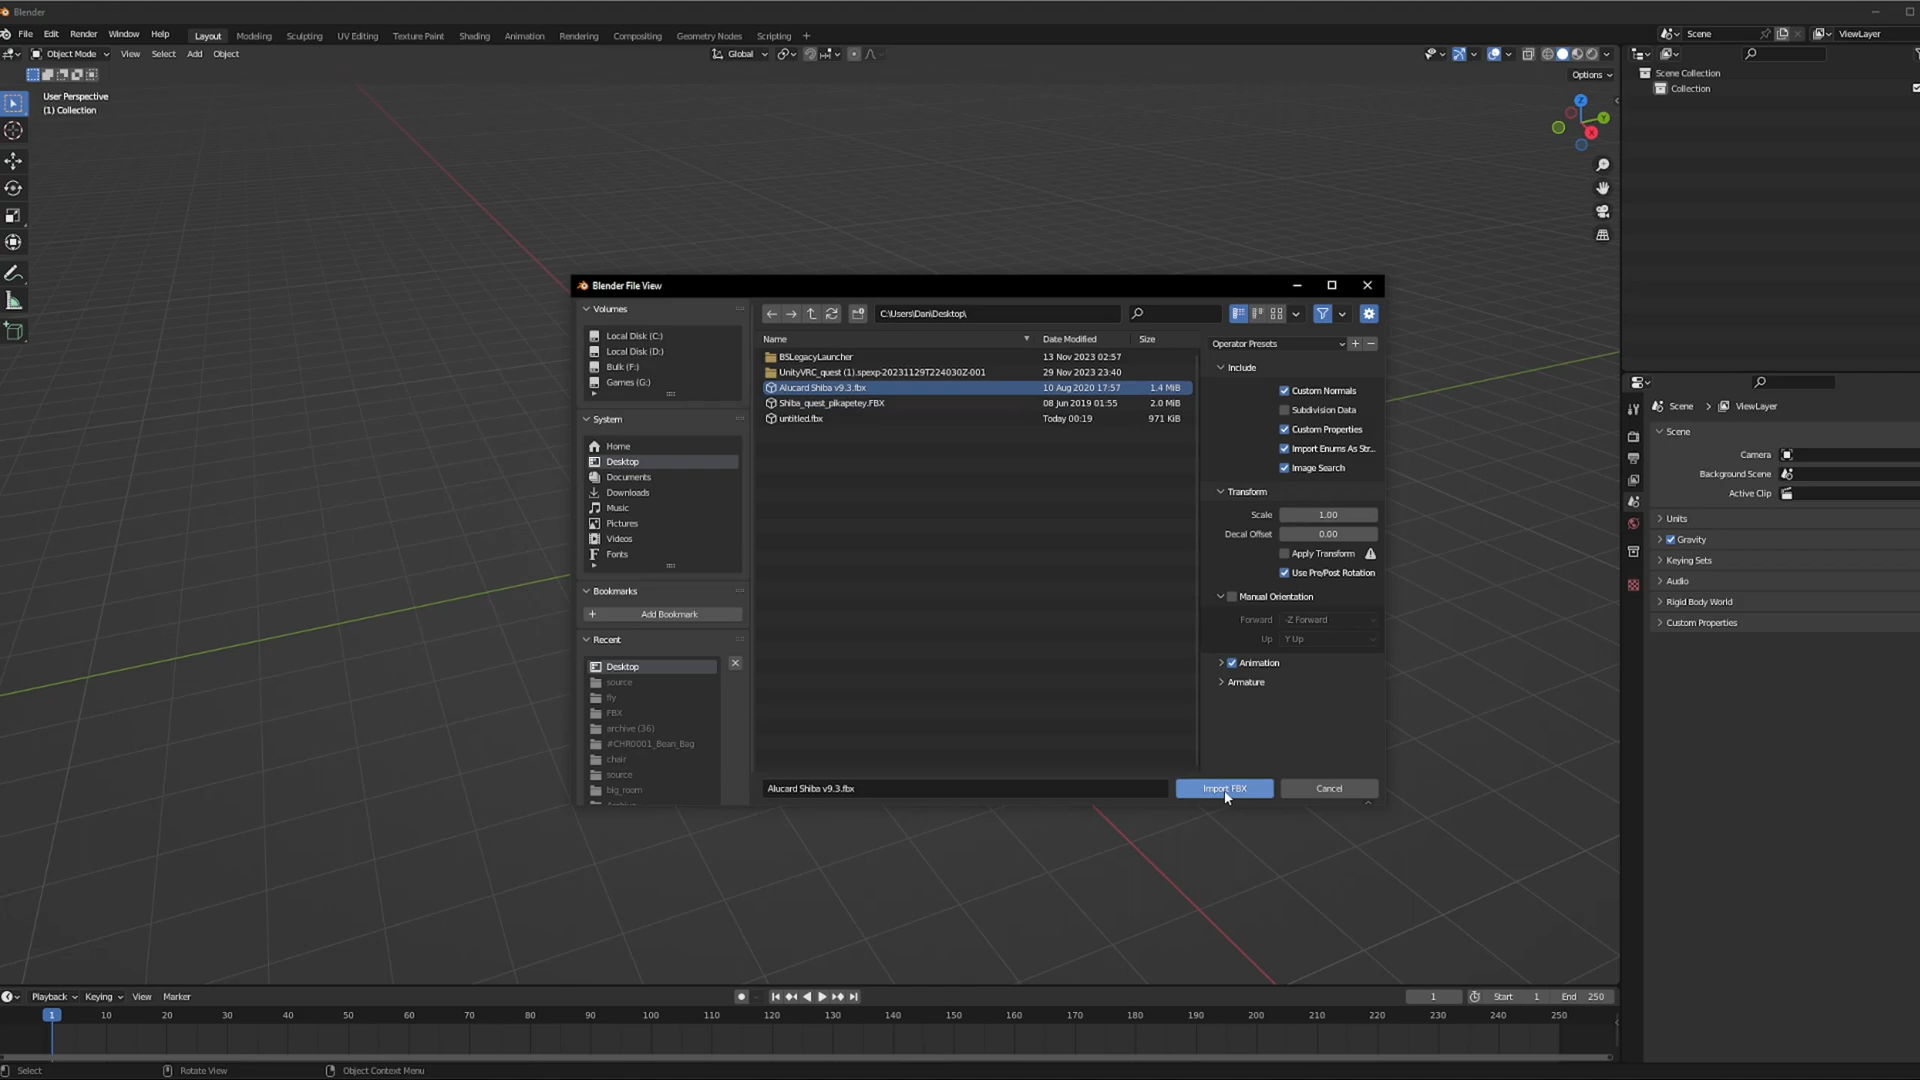 Blender
File Edit Render Window Help Layout Modeling Sculpting UV Editing Texture Paint Shading Animation Rendering Compositing Geometry Nodes Scripting + Scene ViewLayer
Object Mode View Select Add Object Global
Options
User Perspective
(1) Collection
Scene Collection
Collection
Z
Y
X
Blender File View
Volumes
Local Disk (C:)
Local Disk (D:)
Bulk (F:)
Games (G:)
System
Home
Desktop
Documents
Downloads
Music
Pictures
Videos
Fonts
Bookmarks
Add Bookmark
Recent
Desktop
source
fly
FBX
archive (36)
#CHR0001_Bean_Bag
chair
source
big_room
C:\Users\Dan\Desktop\
Name Date Modified Size
BSLegacyLauncher 13 Nov 2023 02:57
UnityVRC_quest (1).spexp-20231129T224030Z-001 29 Nov 2023 23:40
Alucard Shiba v9.3.fbx 10 Aug 2020 17:57 1.4 MiB
Shiba_quest_pikapetey.FBX 08 Jun 2019 01:55 2.0 MiB
untitled.fbx Today 00:19 971 KiB
Operator Presets
Include
Custom Normals
Subdivision Data
Custom Properties
Import Enums As Str...
Image Search
Transform
Scale 1.00
Decal Offset 0.00
Apply Transform
Use Pre/Post Rotation
Manual Orientation
Forward -Z Forward
Up Y Up
Animation
Armature
Alucard Shiba v9.3.fbx Import FBX Cancel
Scene ViewLayer
Scene
Camera
Background Scene
Active Clip
Units
Gravity
Keying Sets
Audio
Rigid Body World
Custom Properties
Playback Keying View Marker 1 Start 1 End 250
1 10 20 30 40 50 60 70 80 90 100 110 120 130 140 150 160 170 180 190 200 210 220 230 240 250
Select Rotate View Object Context Menu